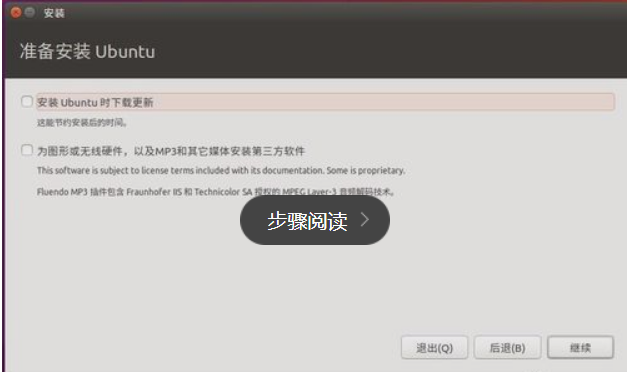 安装
准备安装 Ubuntu
安装 Ubuntu 时下载更新
这能节约安装后的时间。
为图形或无线硬件，以及MP3和其它媒体安装第三方软件
This software is subject to license terms included with its documentation. Some is proprietary.
Fluendo MP3 插件包含 Fraunhofer IIS 和 Technicolor SA 授权的 MPEG Layer-3 音频解码技术。
步骤阅读
退出(Q)
后退(B)
继续